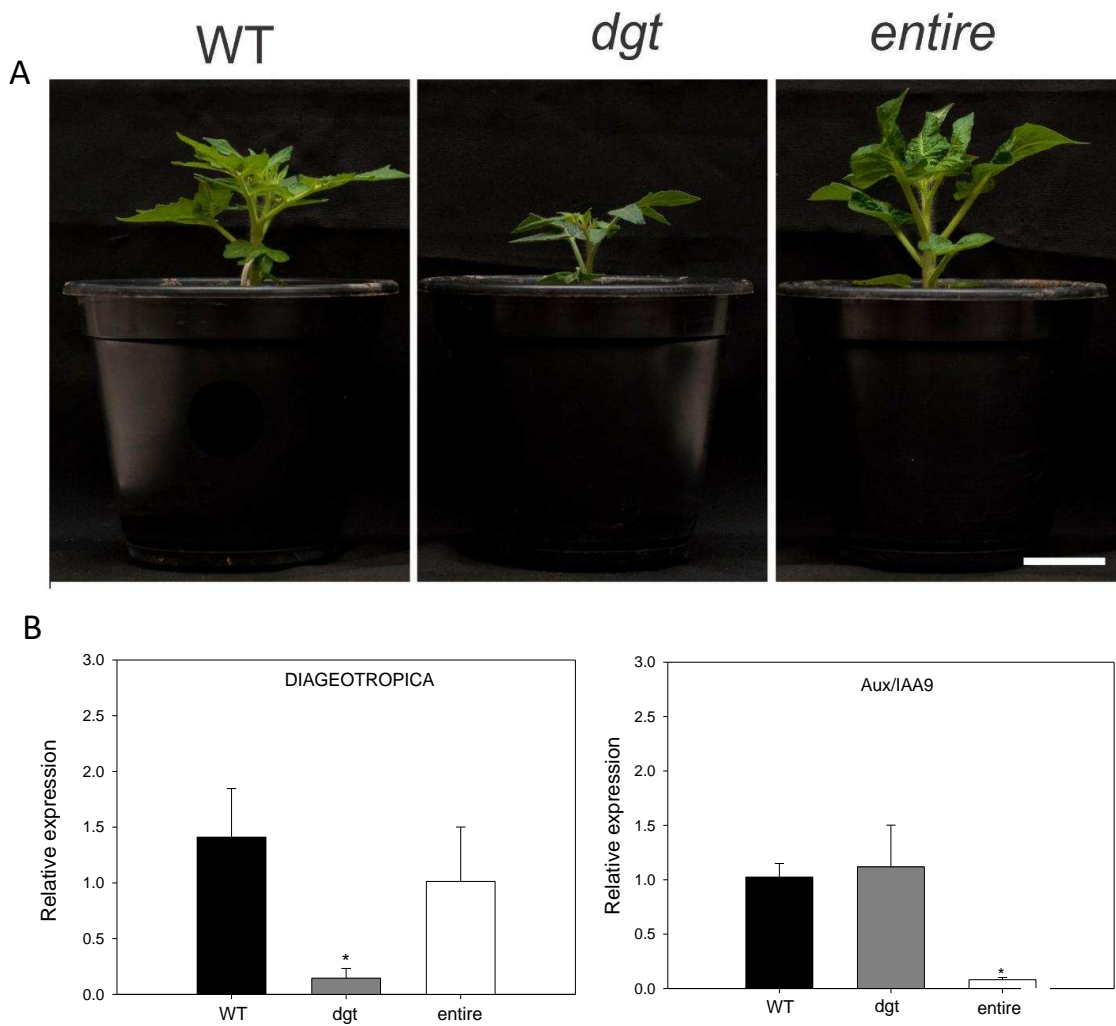 WT
dgt
entire
A
B
DIAGEOTROPICA
3.0
2.5
2.0
1.5
1.0
0.5
0.0
Relative expression
*
WT
dgt
entire
Aux/IAA9
3.0
2.5
2.0
1.5
1.0
0.5
0.0
Relative expression
*
WT
dgt
entire